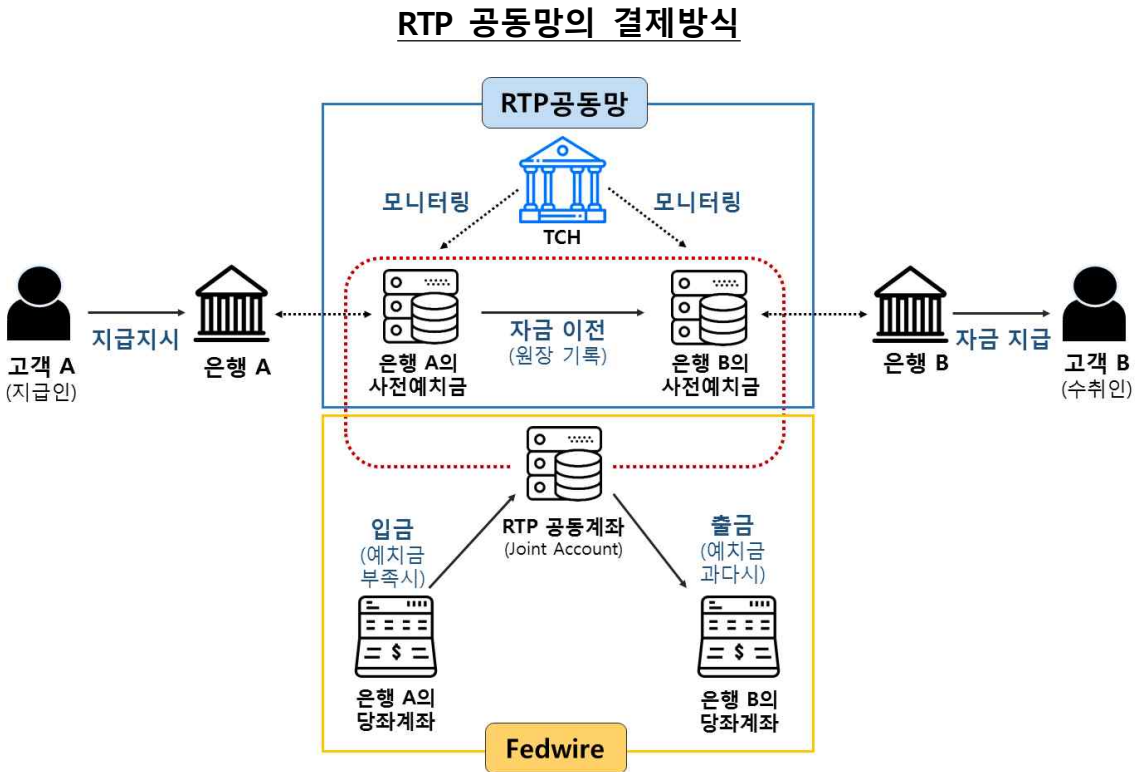 RTP 공동망의 결제방식
RTP공동망
모니터링
모니터링
TCH
고객 A
(지급인)
지급지시
은행 A
은행 A의
사전예치금
자금 이전
(원장 기록)
은행 B의
사전예치금
은행 B
자금 지급
고객 B
(수취인)
RTP 공동계좌
(Joint Account)
입금
(예치금
부족시)
출금
(예치금
과다시)
$
은행 A의
당좌계좌
$
은행 B의
당좌계좌
Fedwire